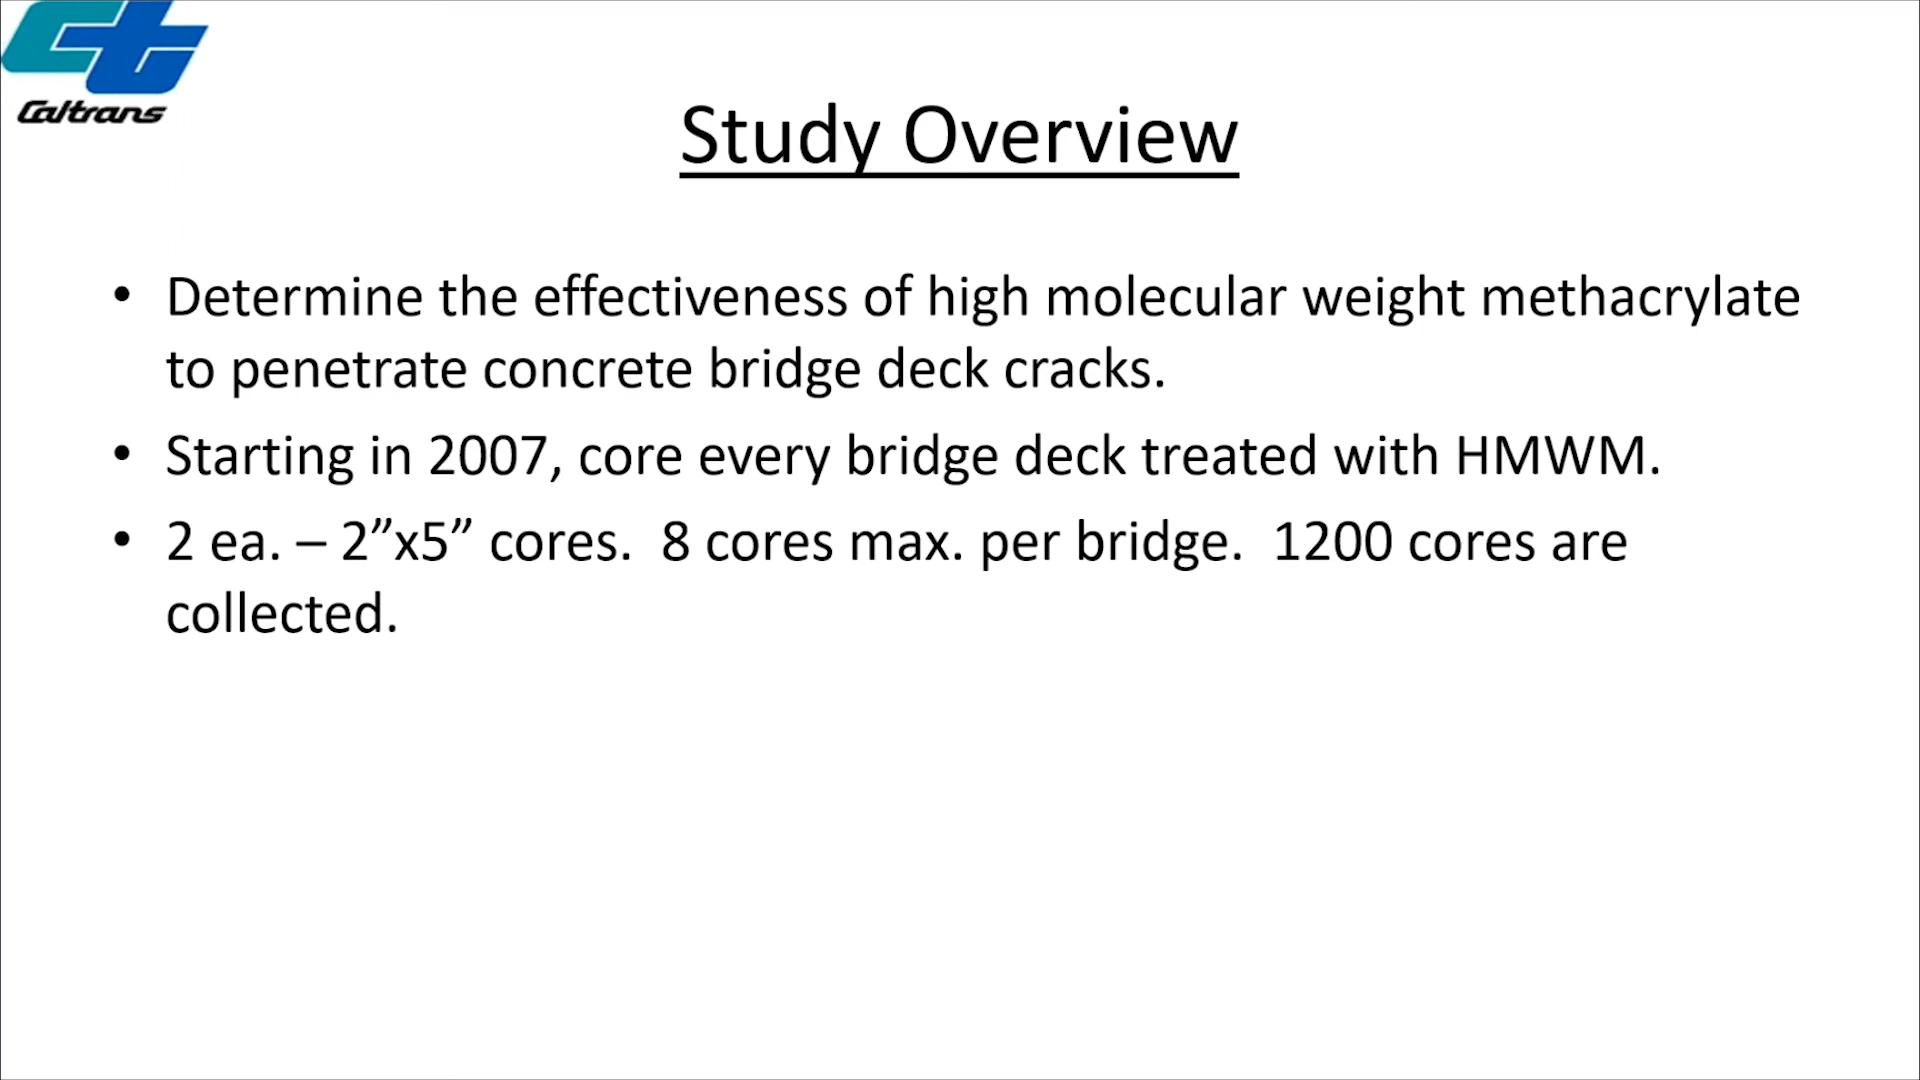 Caltrans
Study Overview
• Determine the effectiveness of high molecular weight methacrylate
to penetrate concrete bridge deck cracks.
• Starting in 2007, core every bridge deck treated with HMWM.
• 2 ea. – 2”x5” cores.  8 cores max. per bridge.  1200 cores are
collected.